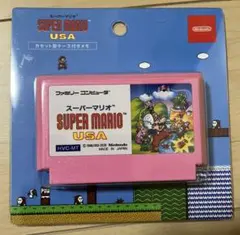 スーパーマリオ
SUPER MARIO
USA
カセット型ケース付きメモ
Nintendo
ファミリー コンピュータ
スーパーマリオ
SUPER MARIO
USA
HVC-MT
Nintendo
MADE IN JAPAN